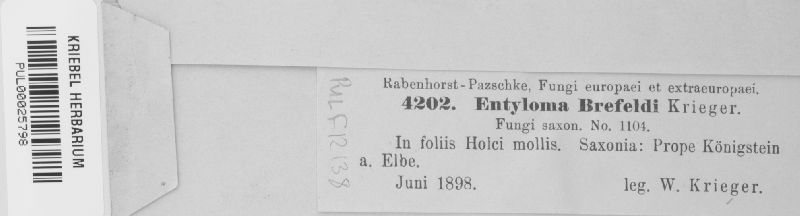 KRIEBEL HERBARIUM
PUL00025798
PUL F12138
Rabenhorst-Pazschke, Fungi europaei et extraeuropaei.
4202. Entyloma Brefeldi Krieger.
Fungi saxon. No. 1104.
In foliis Holci mollis. Saxonia: Prope Königstein
a. Elbe.
Juni 1898. leg. W. Krieger.